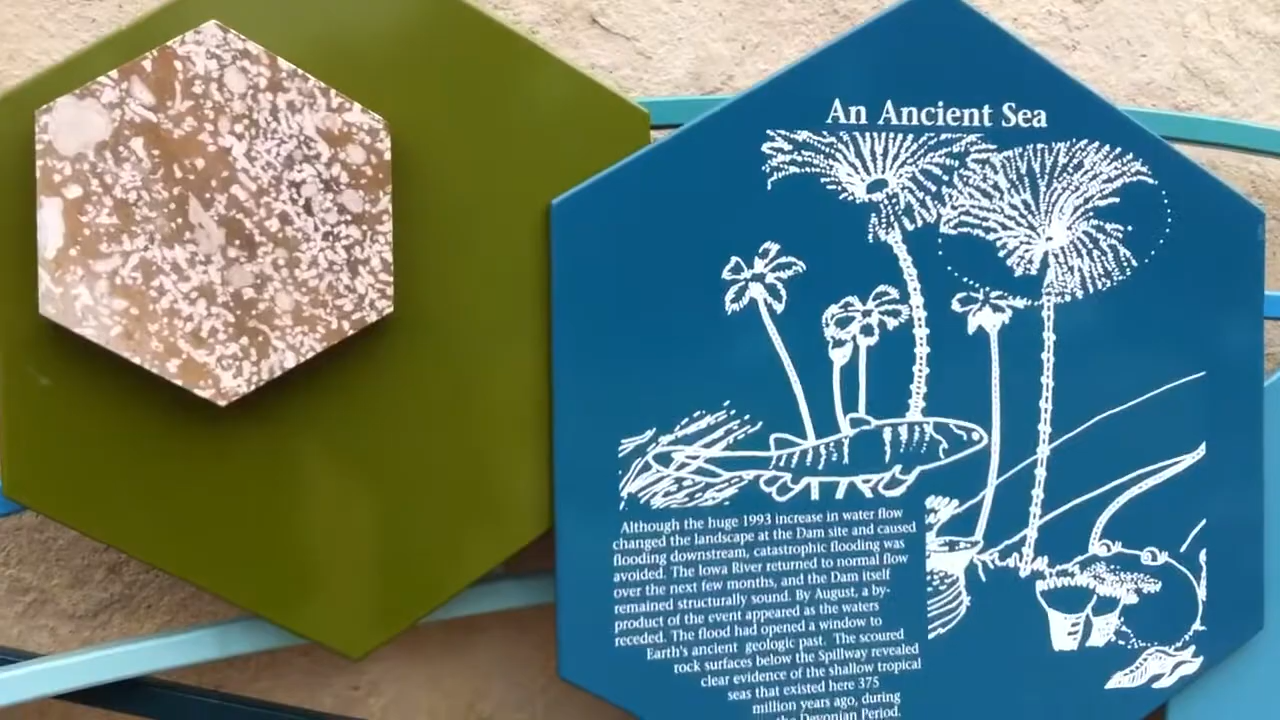 An Ancient Sea
Although the huge 1993 increase in water flow
changed the landscape at the Dam site and caused
flooding downstream, catastrophic flooding was
avoided. The Iowa River returned to normal flow
over the next few months, and the Dam itself
remained structurally sound. By August, a by-
product of the event appeared as the waters
receded. The flood had opened a window to
Earth's ancient geologic past. The scoured
rock surfaces below the Spillway revealed
clear evidence of the shallow tropical
seas that existed here 375
million years ago, during
the Devonian Period.